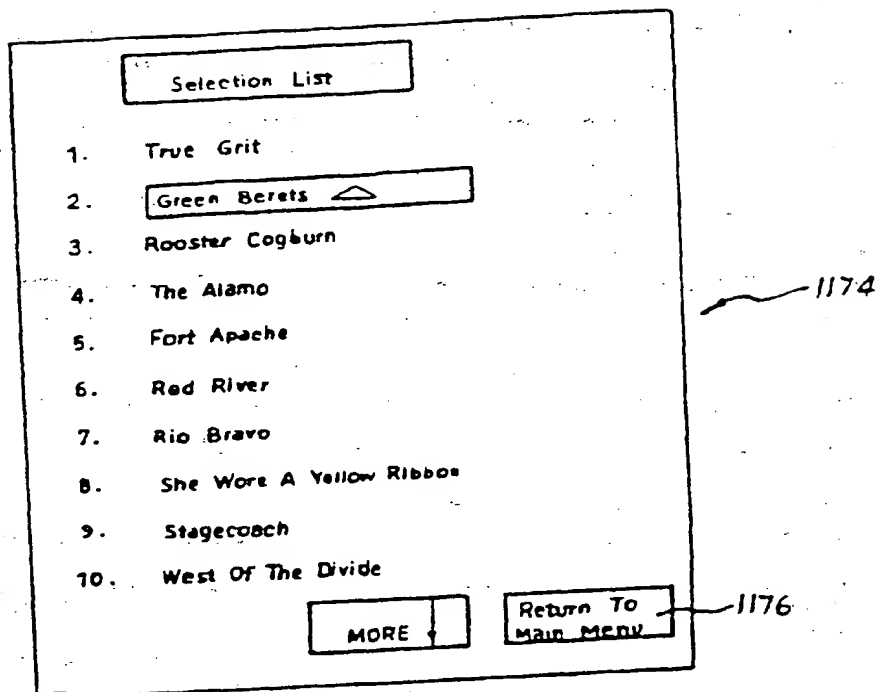 Selection List
1. True Grit
2. Green Berets
3. Rooster Cogburn
4. The Alamo
1174
5. Fort Apache
6. Red River
7. Rio Bravo
8. She Wore A Yellow Ribbon
9. Stagecoach
10. West Of The Divide
MORE
Return To
Main Menu
1176